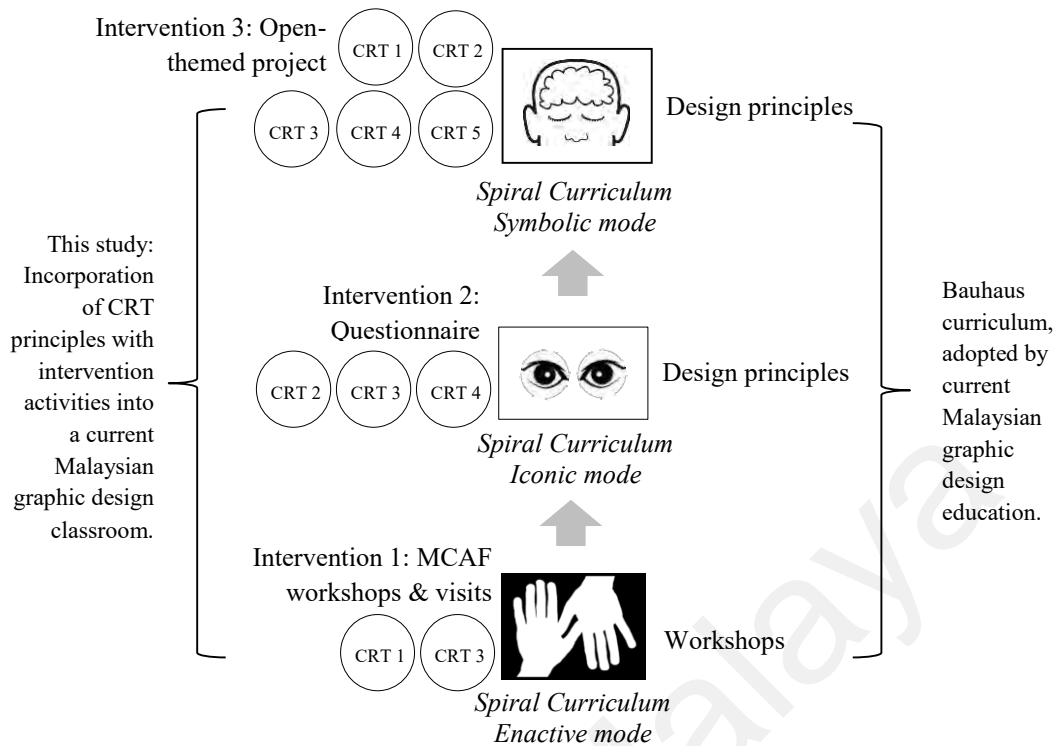 Intervention 3: Open-
themed project
CRT 1
CRT 2
CRT 3
CRT 4
CRT 5
Design principles
Spiral Curriculum
Symbolic mode
This study:
Incorporation
of CRT
principles with
intervention
activities into
a current
Malaysian
graphic design
classroom.
Intervention 2:
Questionnaire
CRT 2
CRT 3
CRT 4
Design principles
Spiral Curriculum
Iconic mode
Bauhaus
curriculum,
adopted by
current
Malaysian
graphic
design
education.
Intervention 1: MCAF
workshops & visits
CRT 1
CRT 3
Workshops
Spiral Curriculum
Enactive mode
alaya